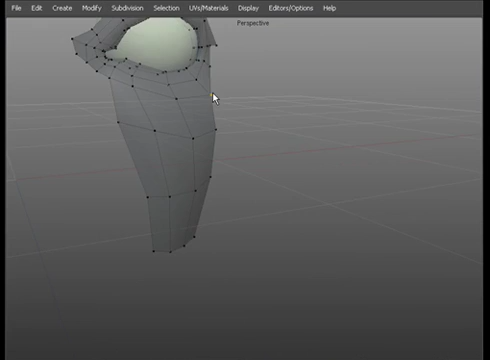 File Edit Create Modify Subdivision Selection UVs/Materials Display Editors/Options Help
Perspective